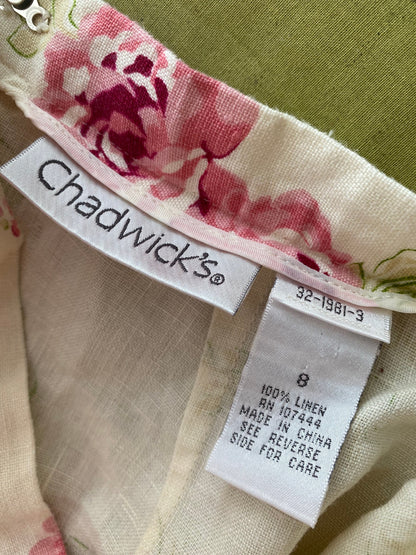 Chadwick's®
32-1981-3
8
100% LINEN
RN 107444
MADE IN CHINA
SEE REVERSE
SIDE FOR CARE